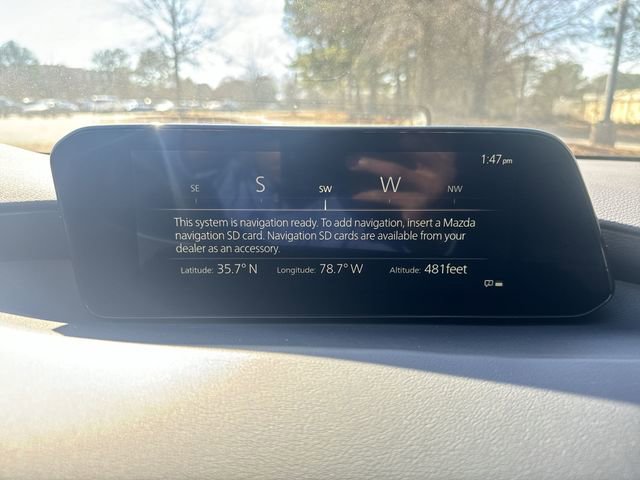 1:47pm
SE S SW W NW
This system is navigation ready. To add navigation, insert a Mazda
navigation SD card. Navigation SD cards are available from your
dealer as an accessory.
Latitude: 35.7° N Longitude: 78.7° W Altitude: 481feet